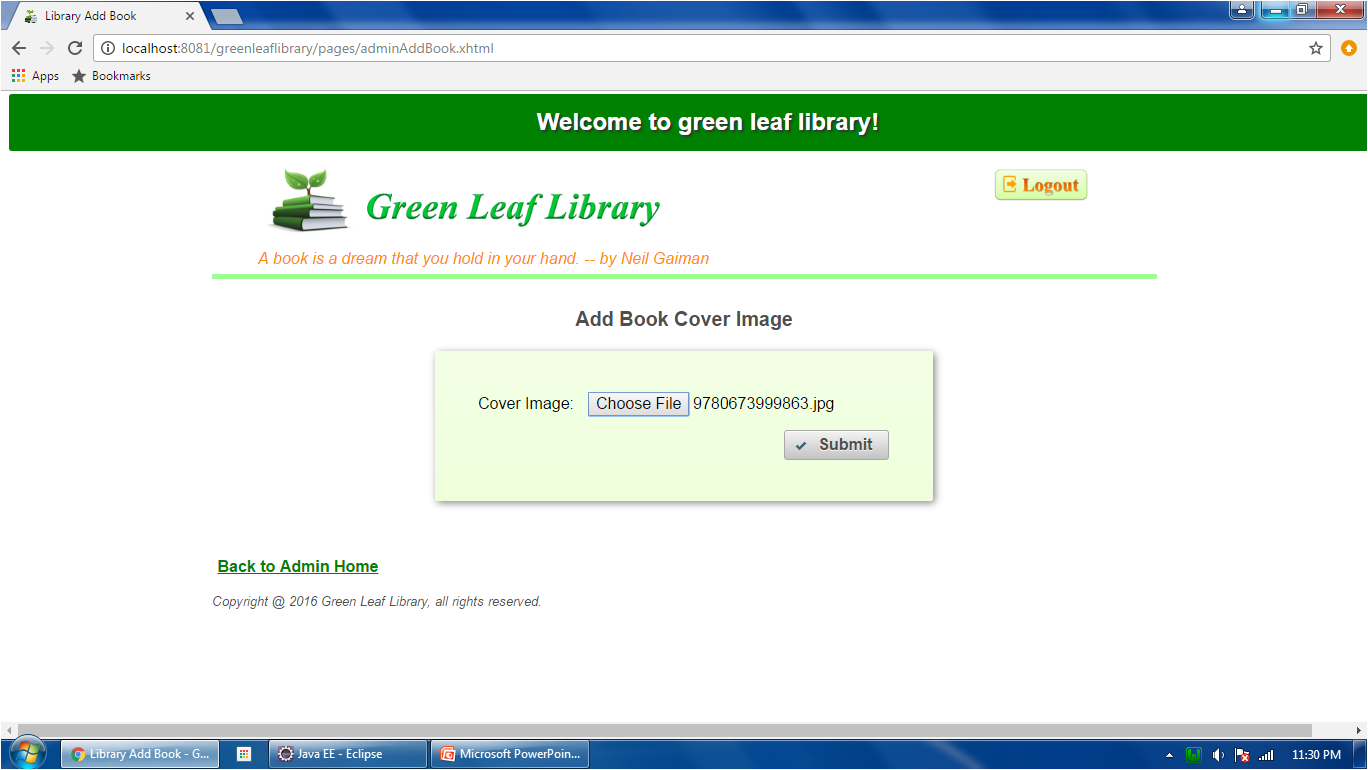 Library Add Book
localhost:8081/greenleaflibrary/pages/adminAddBook.xhtml
Apps Bookmarks
Welcome to green leaf library!
Green Leaf Library
Logout
A book is a dream that you hold in your hand. -- by Neil Gaiman
Add Book Cover Image
Cover Image: Choose File 9780673999863.jpg
Submit
Back to Admin Home
Copyright @ 2016 Green Leaf Library, all rights reserved.
Library Add Book - G... Java EE - Eclipse Microsoft PowerPoin... 11:30 PM